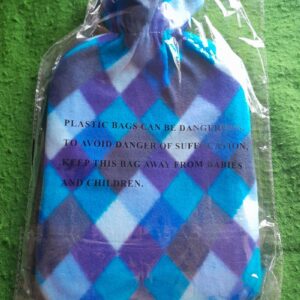 PLASTIC BAGS CAN BE DANGEROUS
TO AVOID DANGER OF SUFFOCATION,
KEEP THIS BAG AWAY FROM BABIES
AND CHILDREN.